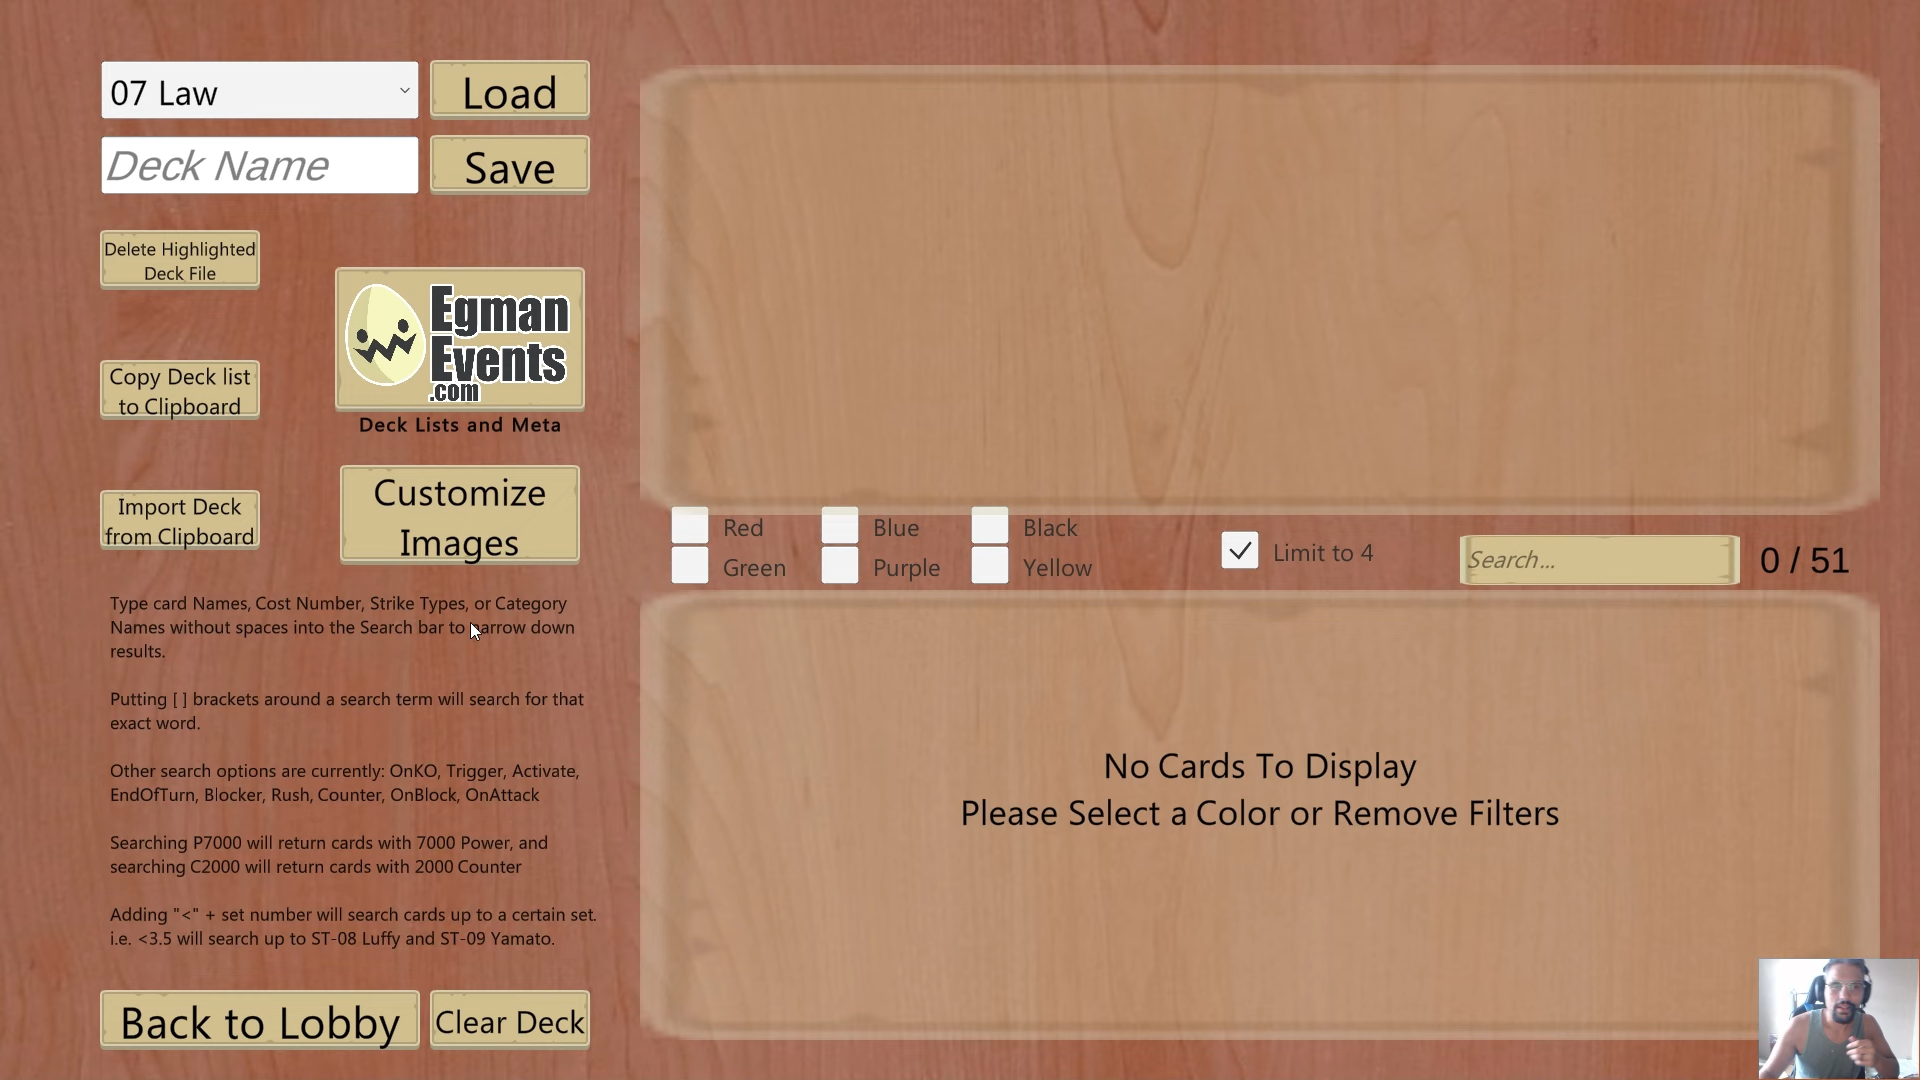 07 Law
Load
Deck Name
Save
Delete Highlighted
Deck File
Egman
Events
.com
Deck Lists and Meta
Copy Deck list
to Clipboard
Import Deck
from Clipboard
Customize
Images
Type card Names, Cost Number, Strike Types, or Category
Names without spaces into the Search bar to narrow down
results.
Putting [ ] brackets around a search term will search for that
exact word.
Other search options are currently: OnKO, Trigger, Activate,
EndOfTurn, Blocker, Rush, Counter, OnBlock, OnAttack
Searching P7000 will return cards with 7000 Power, and
searching C2000 will return cards with 2000 Counter
Adding "<" + set number will search cards up to a certain set.
i.e. <3.5 will search up to ST-08 Luffy and ST-09 Yamato.
Back to Lobby
Clear Deck
Red
Blue
Black
Green
Purple
Yellow
Limit to 4
Search...
0 / 51
No Cards To Display
Please Select a Color or Remove Filters